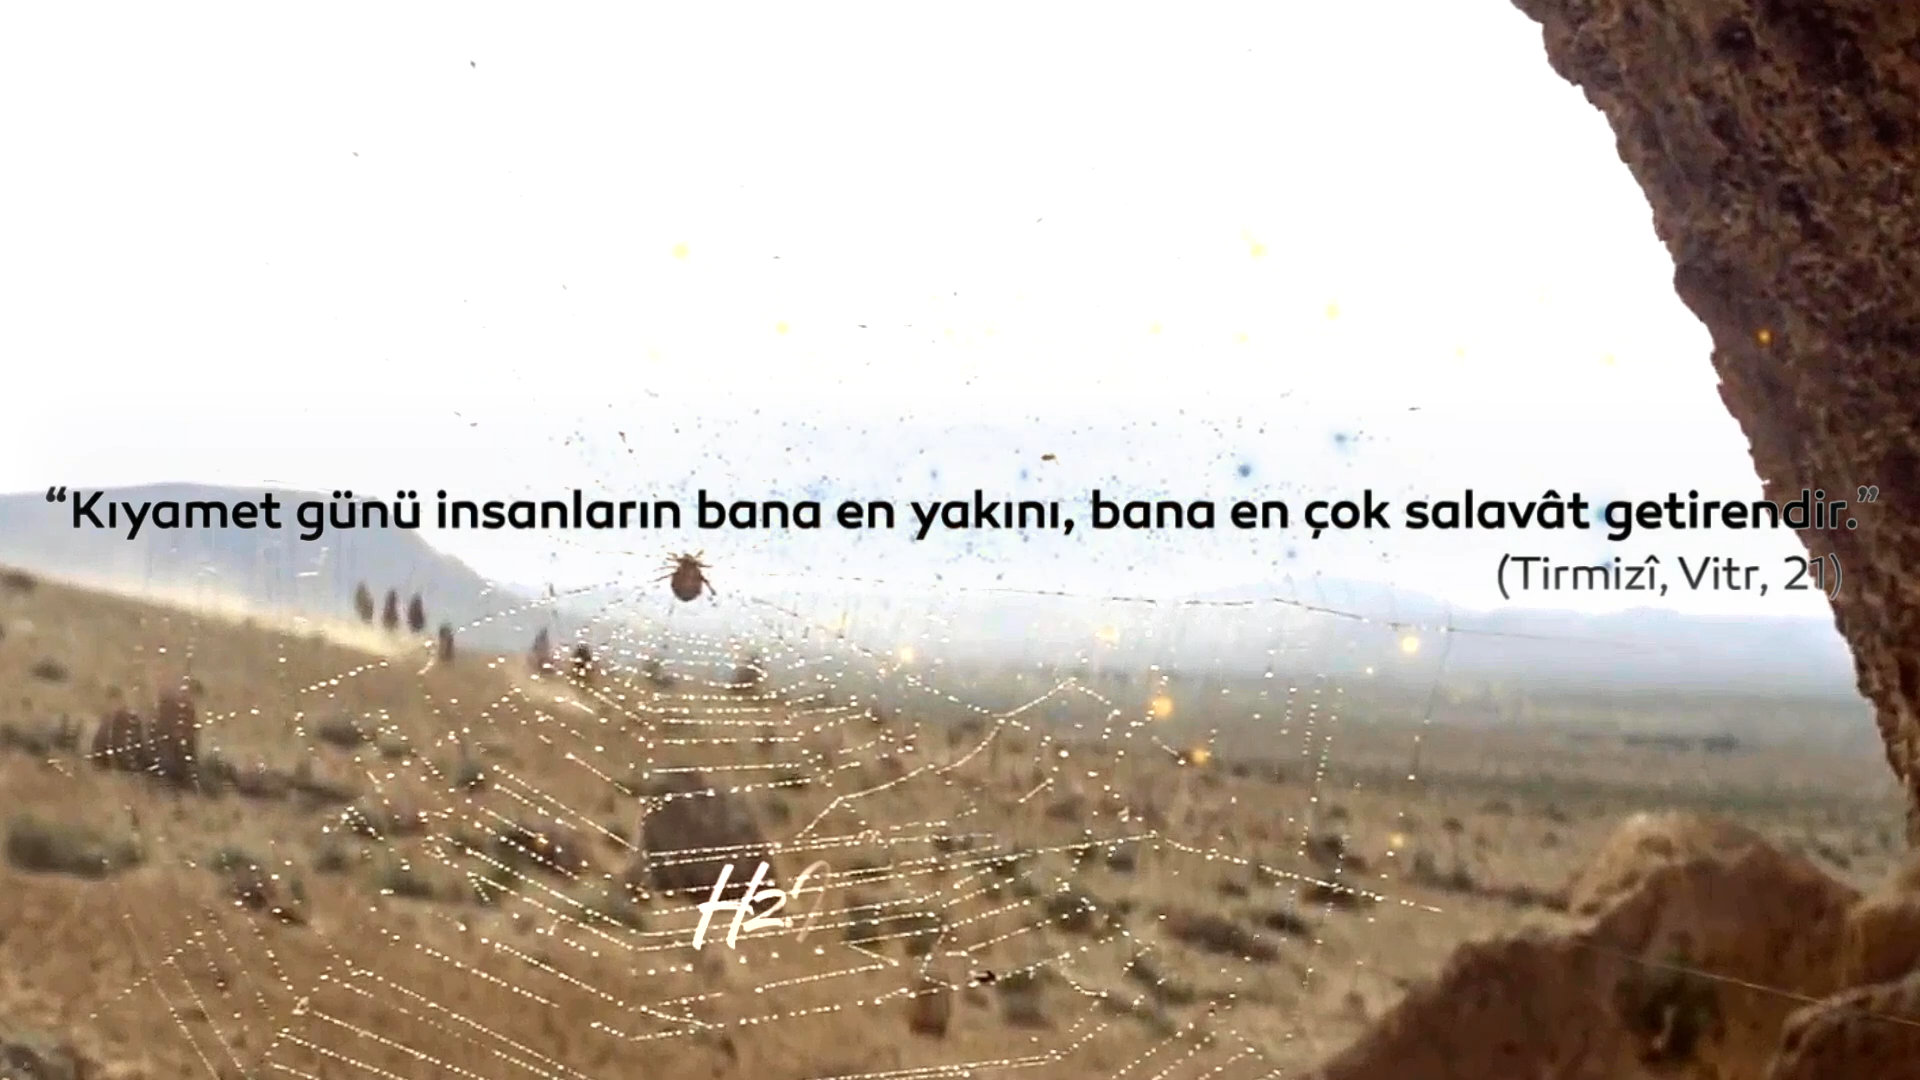 “Kıyamet günü insanların bana en yakını, bana en çok salavât getirendir.”
(Tirmizî, Vitr, 21)